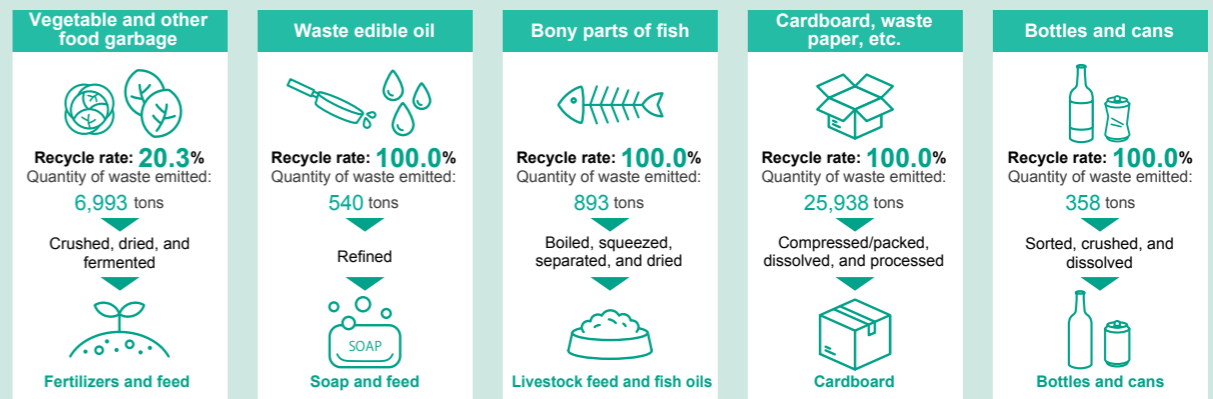 Vegetable and other
food garbage
Recycle rate: 20.3%
Quantity of waste emitted:
6,993 tons
Crushed, dried, and
fermented
Fertilizers and feed
Waste edible oil
Recycle rate: 100.0%
Quantity of waste emitted:
540 tons
Refined
SOAP
Soap and feed
Bony parts of fish
Recycle rate: 100.0%
Quantity of waste emitted:
893 tons
Boiled, squeezed,
separated, and dried
Livestock feed and fish oils
Cardboard, waste
paper, etc.
Recycle rate: 100.0%
Quantity of waste emitted:
25,938 tons
Compressed/packed,
dissolved, and processed
Cardboard
Bottles and cans
Recycle rate: 100.0%
Quantity of waste emitted:
358 tons
Sorted, crushed, and
dissolved
Bottles and cans